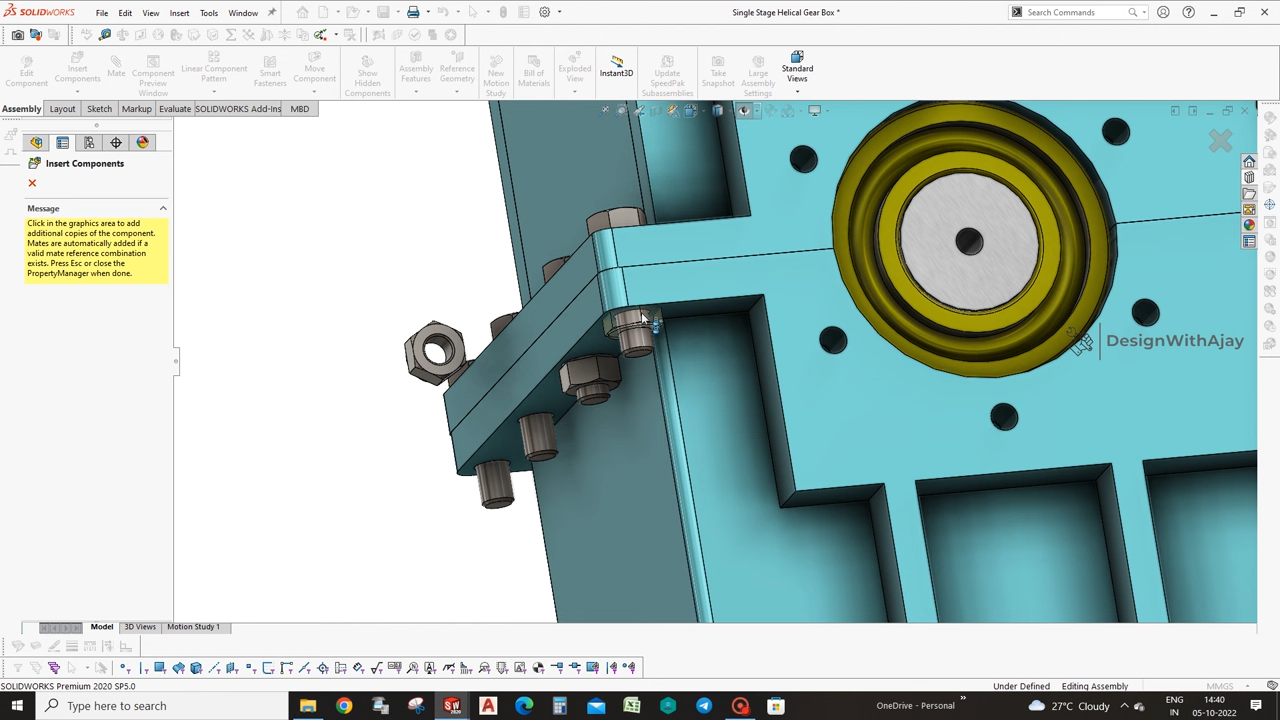 SOLIDWORKS
File
Edit
View
Insert
Tools
Window
Single Stage Helical Gear Box *
Search Commands
Edit
Component
Insert
Components
Mate
Component
Preview
Window
Linear Component
Pattern
Smart
Fasteners
Move
Component
Show
Hidden
Components
Assembly
Features
Reference
Geometry
New
Motion
Study
Bill of
Materials
Exploded
View
Instant3D
Update
SpeedPak
Subassemblies
Take
Snapshot
Large
Assembly
Settings
Standard
Views
Assembly
Layout
Sketch
Markup
Evaluate
SOLIDWORKS Add-Ins
MBD
Insert Components
Message
Click in the graphics area to add
additional copies of the component.
Mates are automatically added if a
valid mate reference combination
exists. Press Esc or close the
PropertyManager when done.
DesignWithAjay
Model
3D Views
Motion Study 1
SOLIDWORKS Premium 2020 SP5.0
Under Defined
Editing Assembly
MMGS
Type here to search
OneDrive - Personal
27°C Cloudy
ENG
IN
14:40
05-10-2022